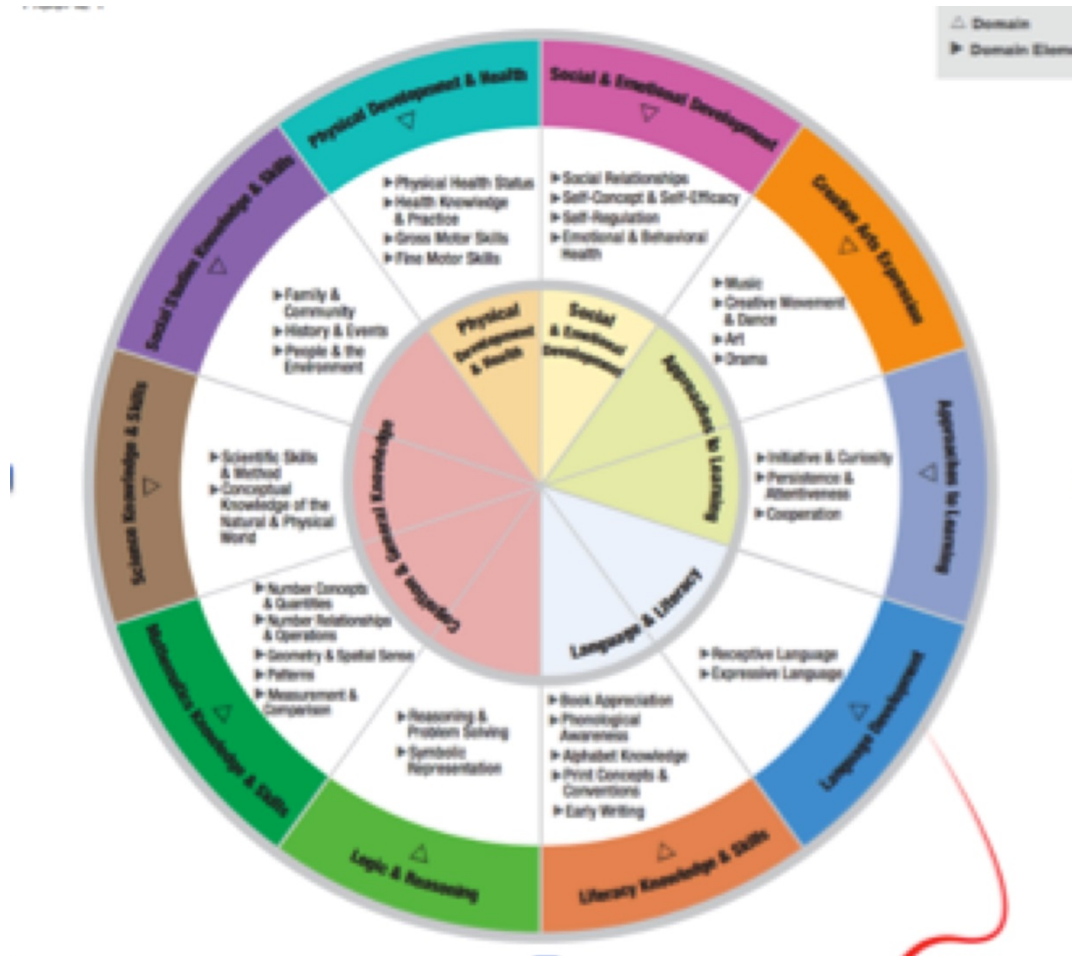 Domain
Domain
Physical Development & Health
Social & Emotional Development
Creative Arts Expression
Approaches to Learning
Language Development
Literacy Knowledge & Skills
Logic & Reasoning
Mathematics Knowledge & Skills
Science Knowledge & Skills
Social Studies Knowledge & Skills
Physical Health Status
Health Knowledge
& Practice
Gross Motor Skills
Fine Motor Skills
Social Relationships
Self-Concept & Self-Efficacy
Self-Regulation
Emotional & Behavioral
Health
Music
Creative Movement
& Dance
Art
Drama
Initiative & Curiosity
Persistence &
Attentiveness
Cooperation
Receptive Language
Expressive Language
Book Appreciation
Phonological
Awareness
Alphabet Knowledge
Print Concepts &
Conventions
Early Writing
Reasoning &
Problem Solving
Symbolic
Representation
Number Concepts
& Quantities
Number Relationships
& Operations
Geometry & Spatial Sense
Patterns
Measurement &
Comparison
Scientific Skills
& Method
Conceptual
Knowledge of the
Natural & Physical
World
Family &
Community
History & Events
People & the
Environment
Physical
Development
& Health
Social
& Emotional
Development
Approaches to Learning
Language & Literacy
Cognition & General Knowledge